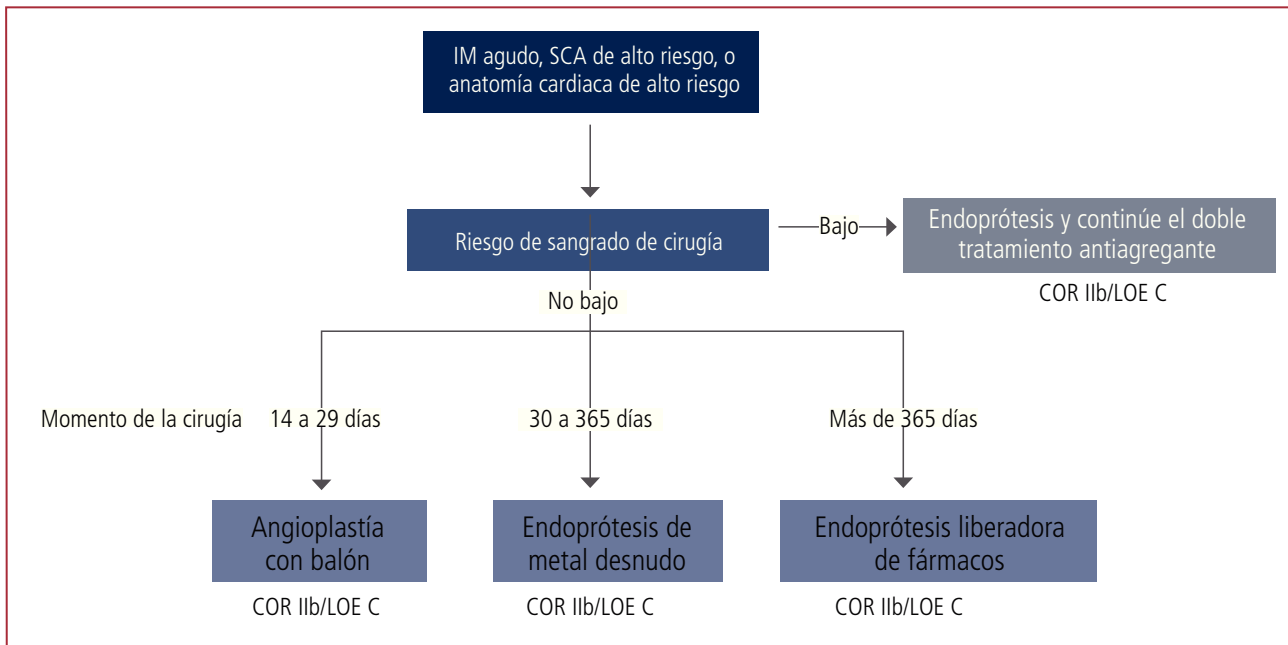 IM agudo, SCA de alto riesgo, o
anatomía cardiaca de alto riesgo
Riesgo de sangrado de cirugía
Bajo
Endoprótesis y continúe el doble
tratamiento antiagregante
COR IIb/LOE C
No bajo
Momento de la cirugía
14 a 29 días
30 a 365 días
Más de 365 días
Angioplastía
con balón
COR IIb/LOE C
Endoprótesis de
metal desnudo
COR IIb/LOE C
Endoprótesis liberadora
de fármacos
COR IIb/LOE C